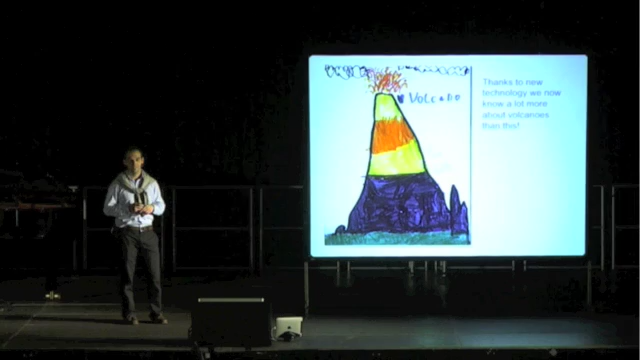 Volcano
Thanks to new
technology we now
know a lot more
about volcanoes
than this!